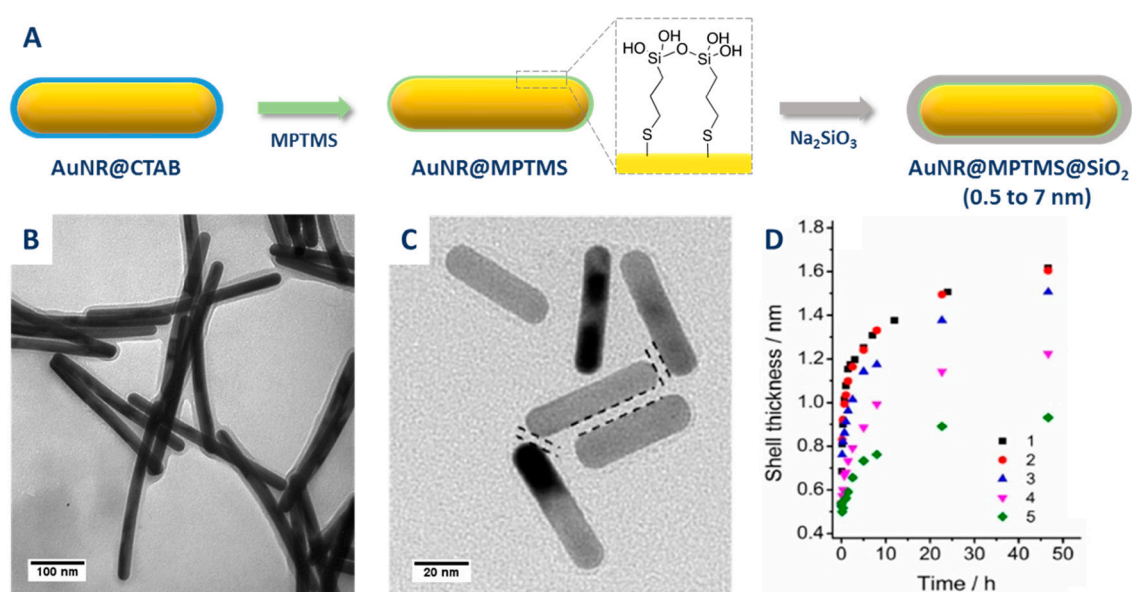 A
OH
OH
HO
O
OH
Si
Si
OH
S
S
MPTMS
Na₂SiO₃
AuNR@CTAB
AuNR@MPTMS
AuNR@MPTMS@SiO₂
(0.5 to 7 nm)
B
100 nm
C
20 nm
D
Shell thickness / nm
1.8
1.6
1.4
1.2
1.0
0.8
0.6
0.4
1
2
3
4
5
0 10 20 30 40 50
Time / h